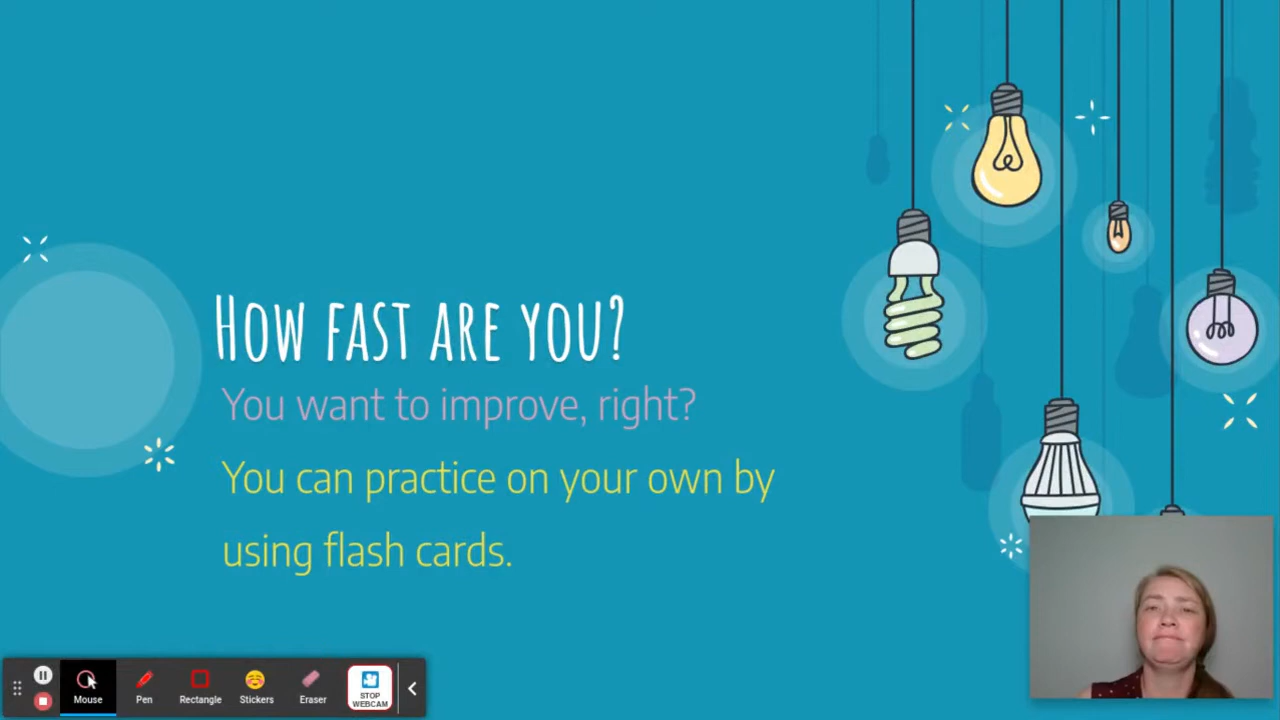 How fast are you?
You want to improve, right?
You can practice on your own by
using flash cards.
Mouse
Pen
Rectangle
Stickers
Eraser
STOP
WEBCAM